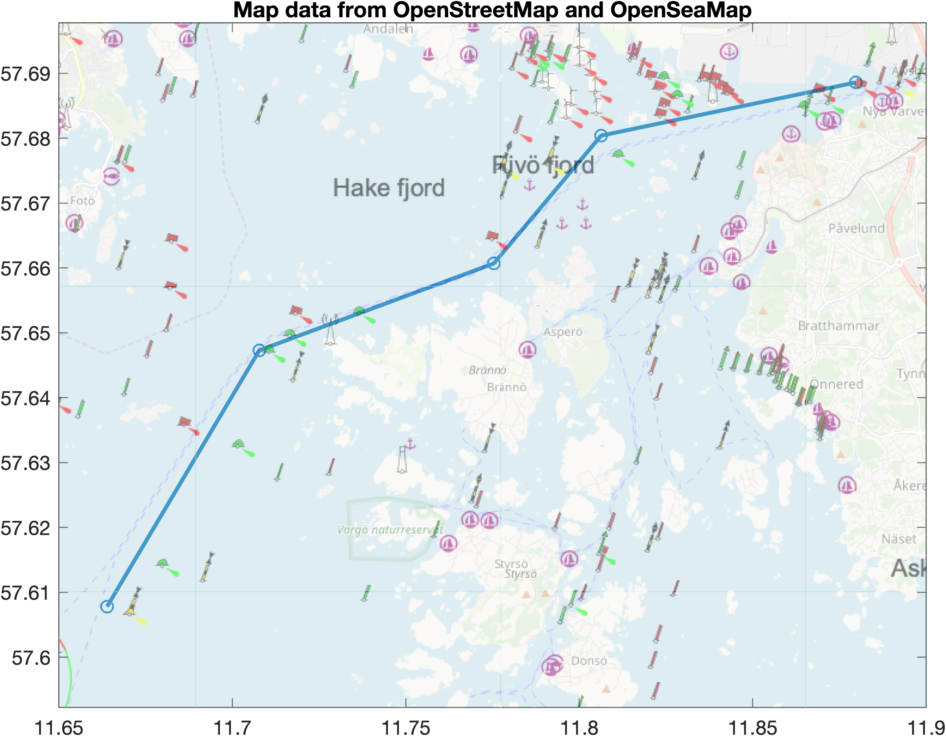 Map data from OpenStreetMap and OpenSeaMap
Andalen
57.69
Nya Varvet
57.68
Rivö fjord
Hake fjord
57.67
Fotö
Påvelund
57.66
57.65
Asperö
Bratthammar
Brännö
Brännö
Önnered
Tynn
57.64
57.63
Åkere
57.62
Vargö naturreservat
Näset
Styrsö
Styrsö
Ask
57.61
57.6
Donsö
11.65
11.7
11.75
11.8
11.85
11.9